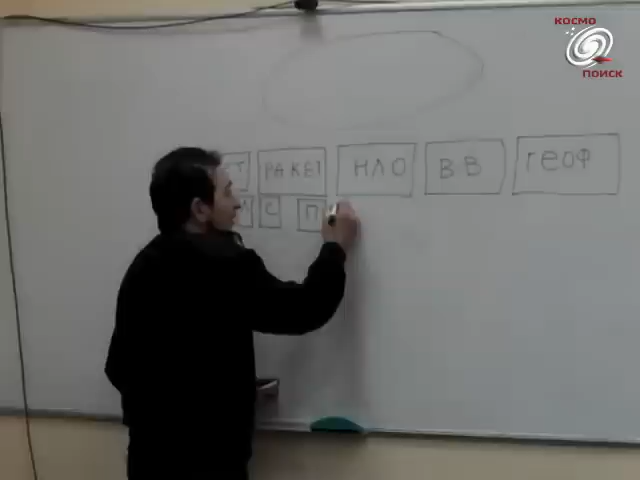 КОСМО
ПОИСК
Т РАКЕТ НЛО ВВ ГЕОФ
С П